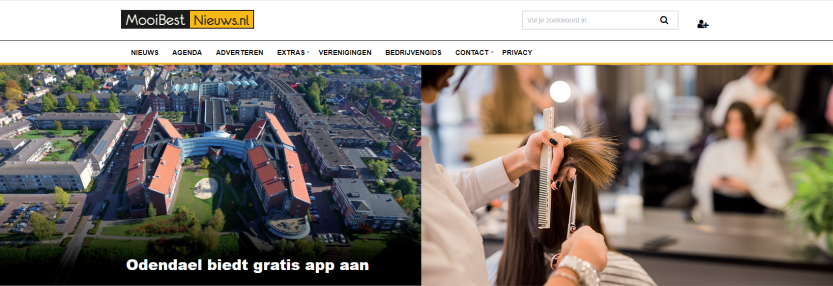 MooiBest Nieuws.nl
Vul je zoekwoord in..
NIEUWS AGENDA ADVERTEREN EXTRAS VERENIGINGEN BEDRIJVENGIDS CONTACT PRIVACY
Odendael biedt gratis app aan